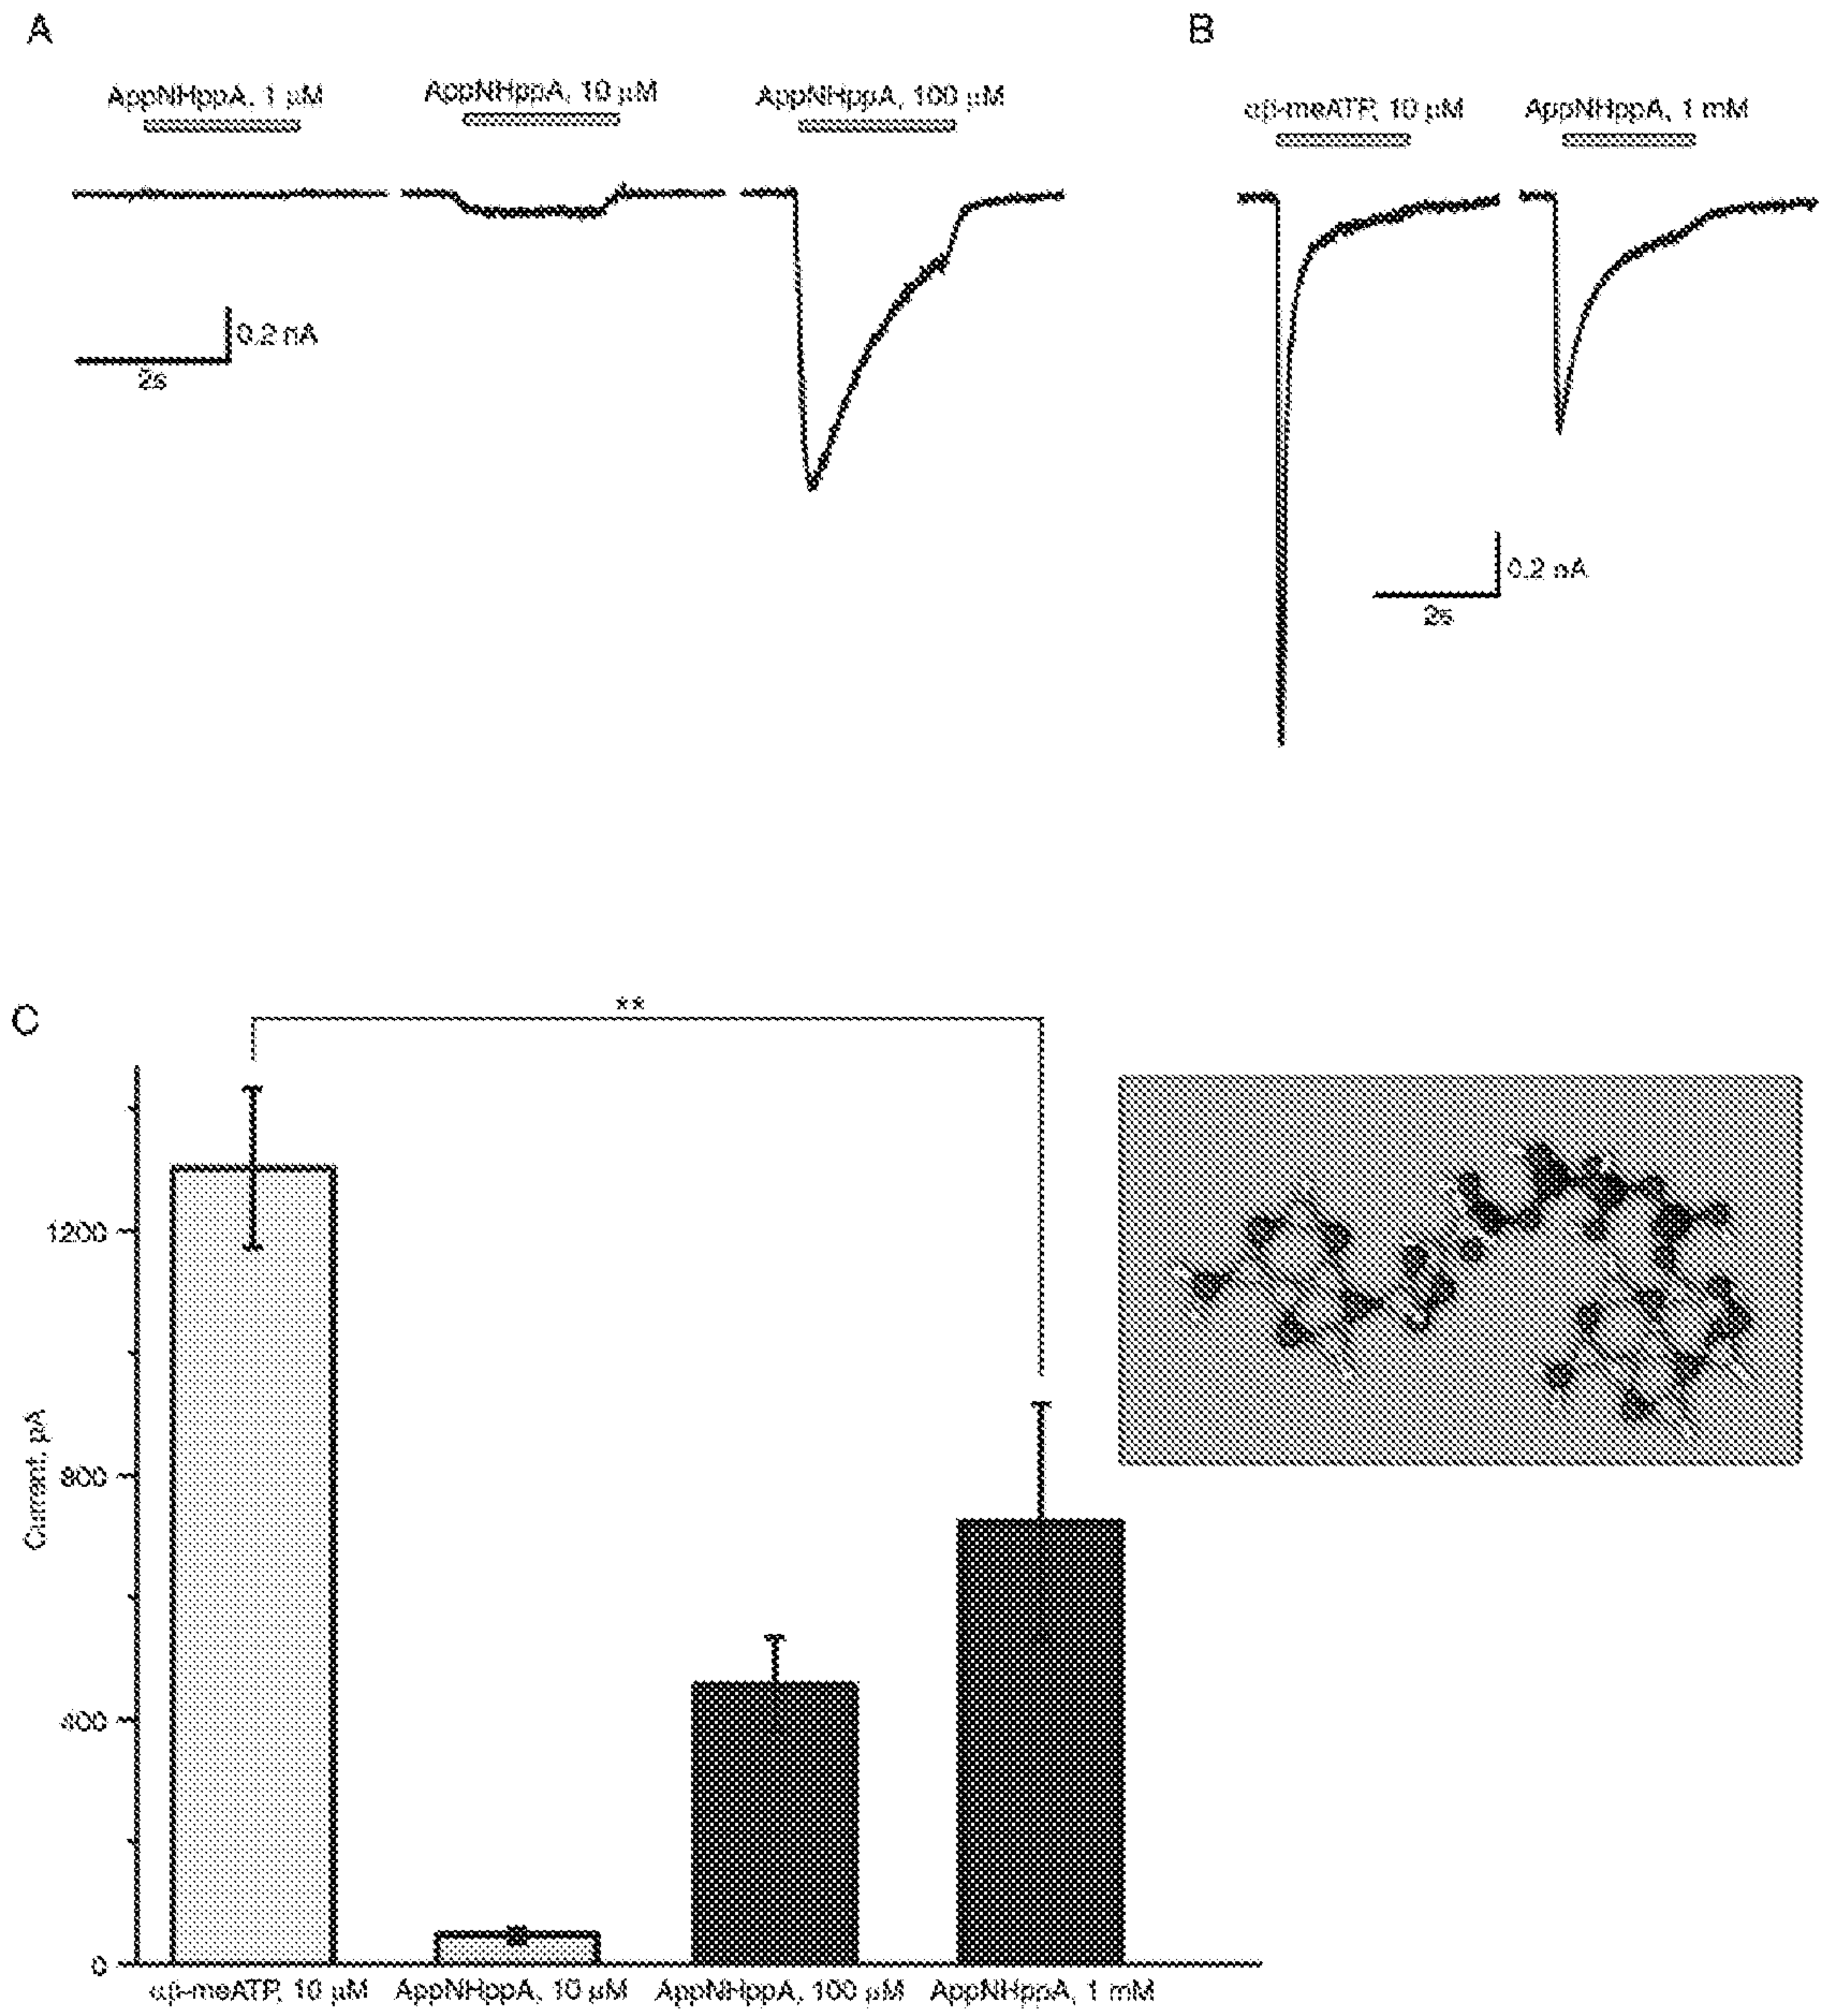 A
B
AppNHppA, 1 µM
AppNHppA, 10 µM
AppNHppA, 100 µM
αβ-meATP, 10 µM
AppNHppA, 1 mM
0.2 nA
2s
0.2 nA
2s
C
**
1200
800
400
0
Current, pA
αβ-meATP, 10 µM
AppNHppA, 10 µM
AppNHppA, 100 µM
AppNHppA, 1 mM